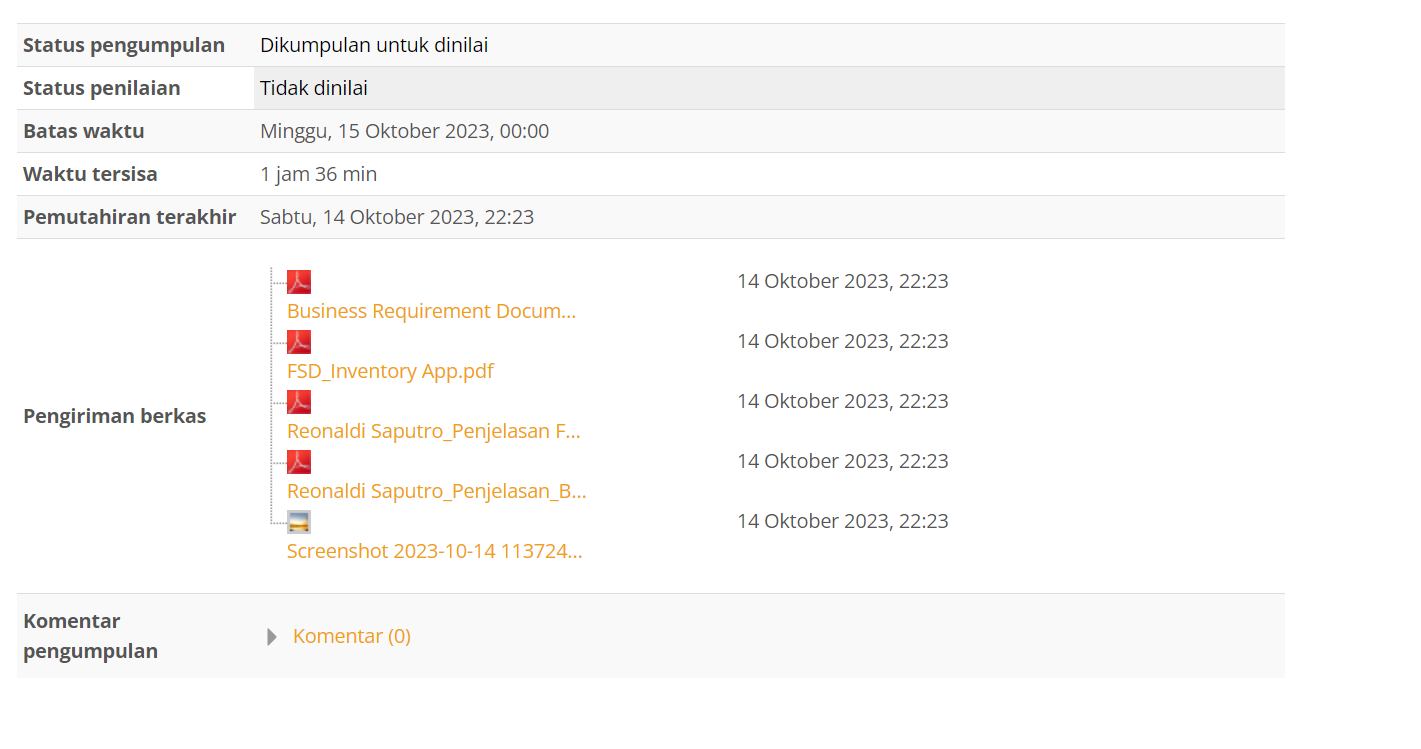 Status pengumpulan Dikumpulan untuk dinilai
Status penilaian Tidak dinilai
Batas waktu Minggu, 15 Oktober 2023, 00:00
Waktu tersisa 1 jam 36 min
Pemutahiran terakhir Sabtu, 14 Oktober 2023, 22:23
Pengiriman berkas
14 Oktober 2023, 22:23
Business Requirement Docum...
14 Oktober 2023, 22:23
FSD_Inventory App.pdf
14 Oktober 2023, 22:23
Reonaldi Saputro_Penjelasan F...
14 Oktober 2023, 22:23
Reonaldi Saputro_Penjelasan_B...
14 Oktober 2023, 22:23
Screenshot 2023-10-14 113724...
Komentar
pengumpulan
Komentar (0)